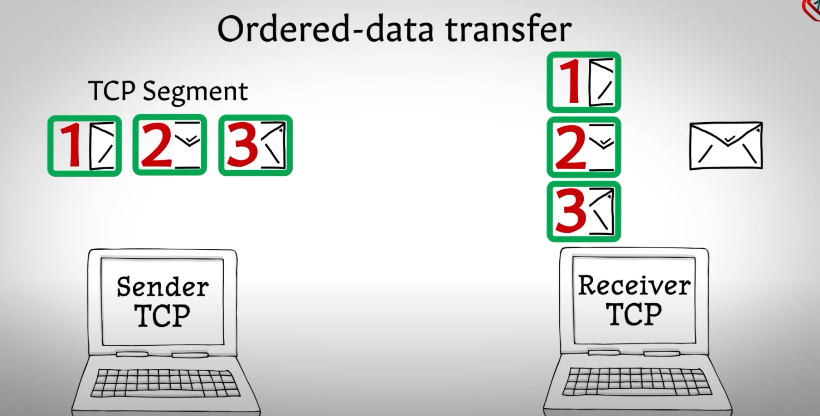 Ordered-data transfer
TCP Segment
1 2 3
1
2
3
Sender
TCP
Receiver
TCP